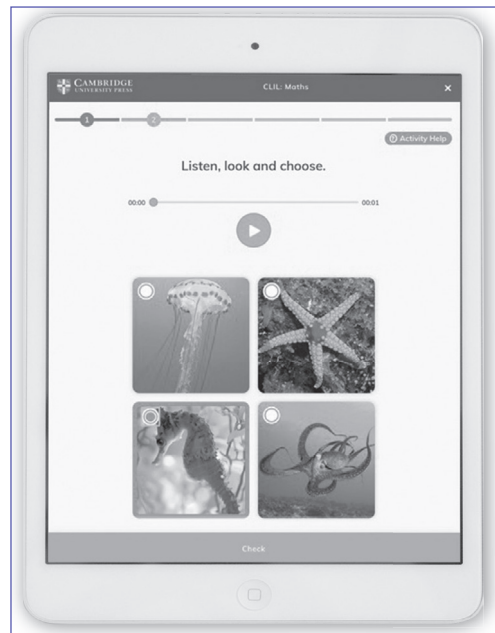 CAMBRIDGE
UNIVERSITY PRESS
CLIL: Maths
×
1
2
? Activity Help
Listen, look and choose.
00:00
00:01
Check